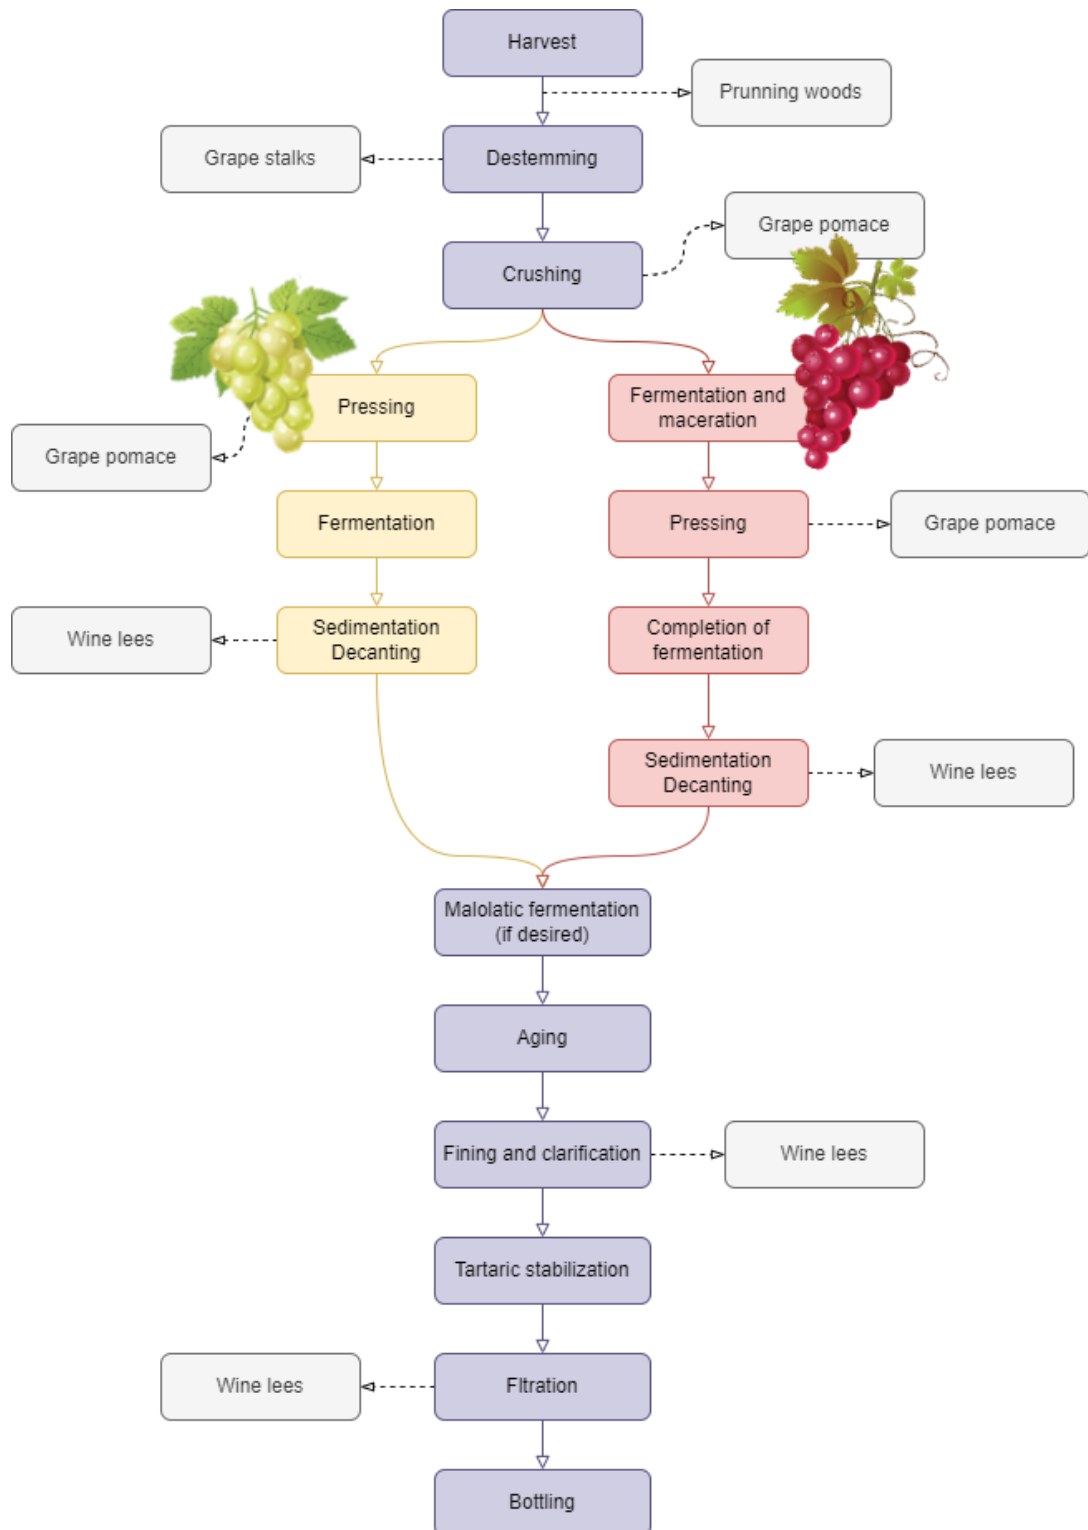 Harvest
Prunning woods
Grape stalks
Destemming
Grape pomace
Crushing
Pressing
Fermentation and
maceration
Grape pomace
Fermentation
Pressing
Grape pomace
Wine lees
Sedimentation
Decanting
Completion of
fermentation
Sedimentation
Decanting
Wine lees
Malolatic fermentation
(if desired)
Aging
Fining and clarification
Wine lees
Tartaric stabilization
Wine lees
Fltration
Bottling